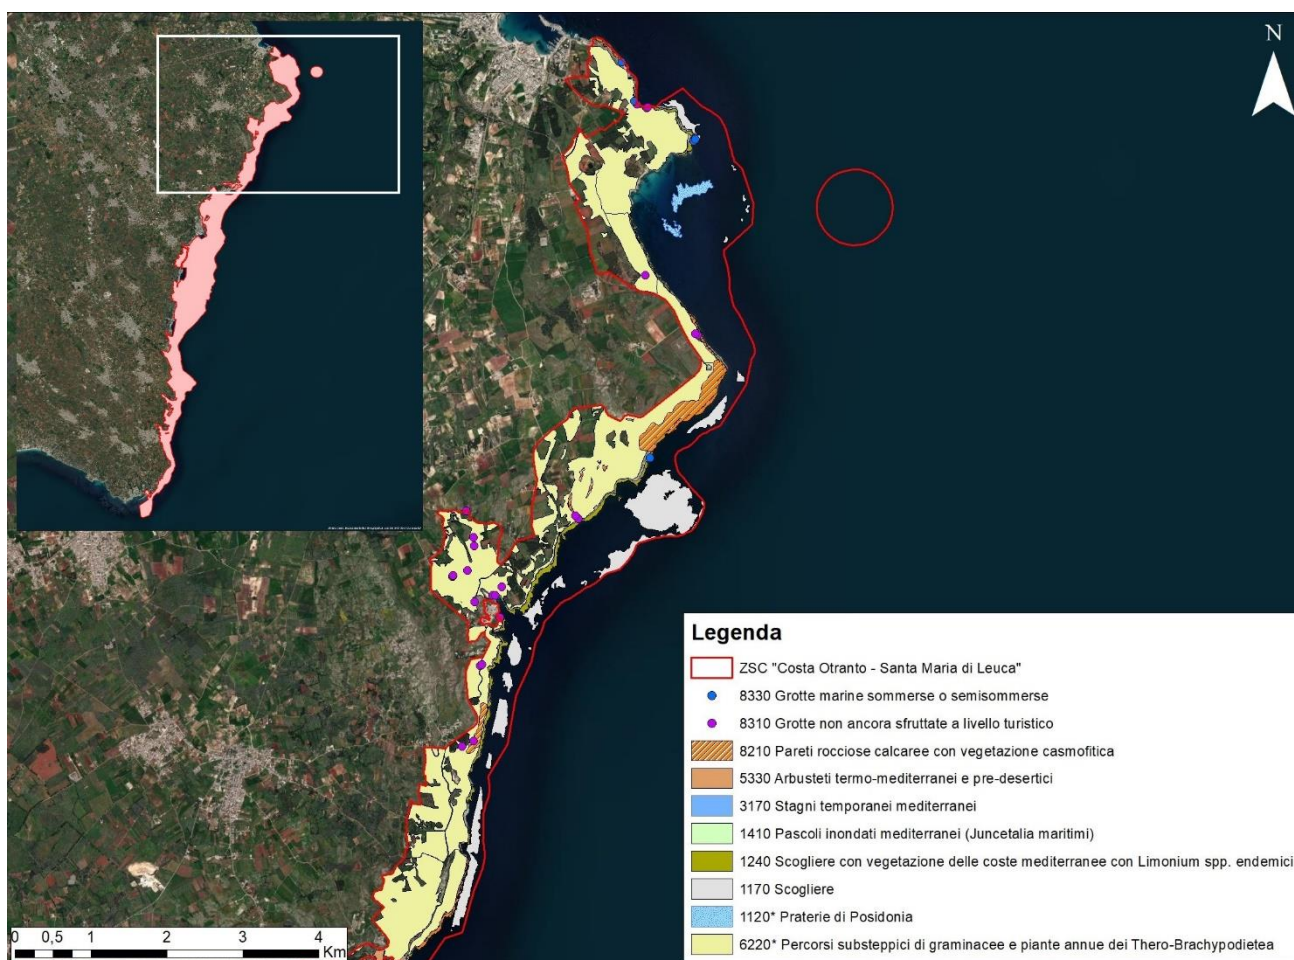 N
Legenda
ZSC "Costa Otranto - Santa Maria di Leuca"
8330 Grotte marine sommerse o semisommerse
8310 Grotte non ancora sfruttate a livello turistico
8210 Pareti rocciose calcaree con vegetazione casmofitica
5330 Arbusteti termo-mediterranei e pre-desertici
3170 Stagni temporanei mediterranei
1410 Pascoli inondati mediterranei (Juncetalia maritimi)
1240 Scogliere con vegetazione delle coste mediterranee con Limonium spp. endemici
1170 Scogliere
1120* Praterie di Posidonia
6220* Percorsi substeppici di graminacee e piante annue dei Thero-Brachypodietea
0 0,5 1 2 3 4
Km